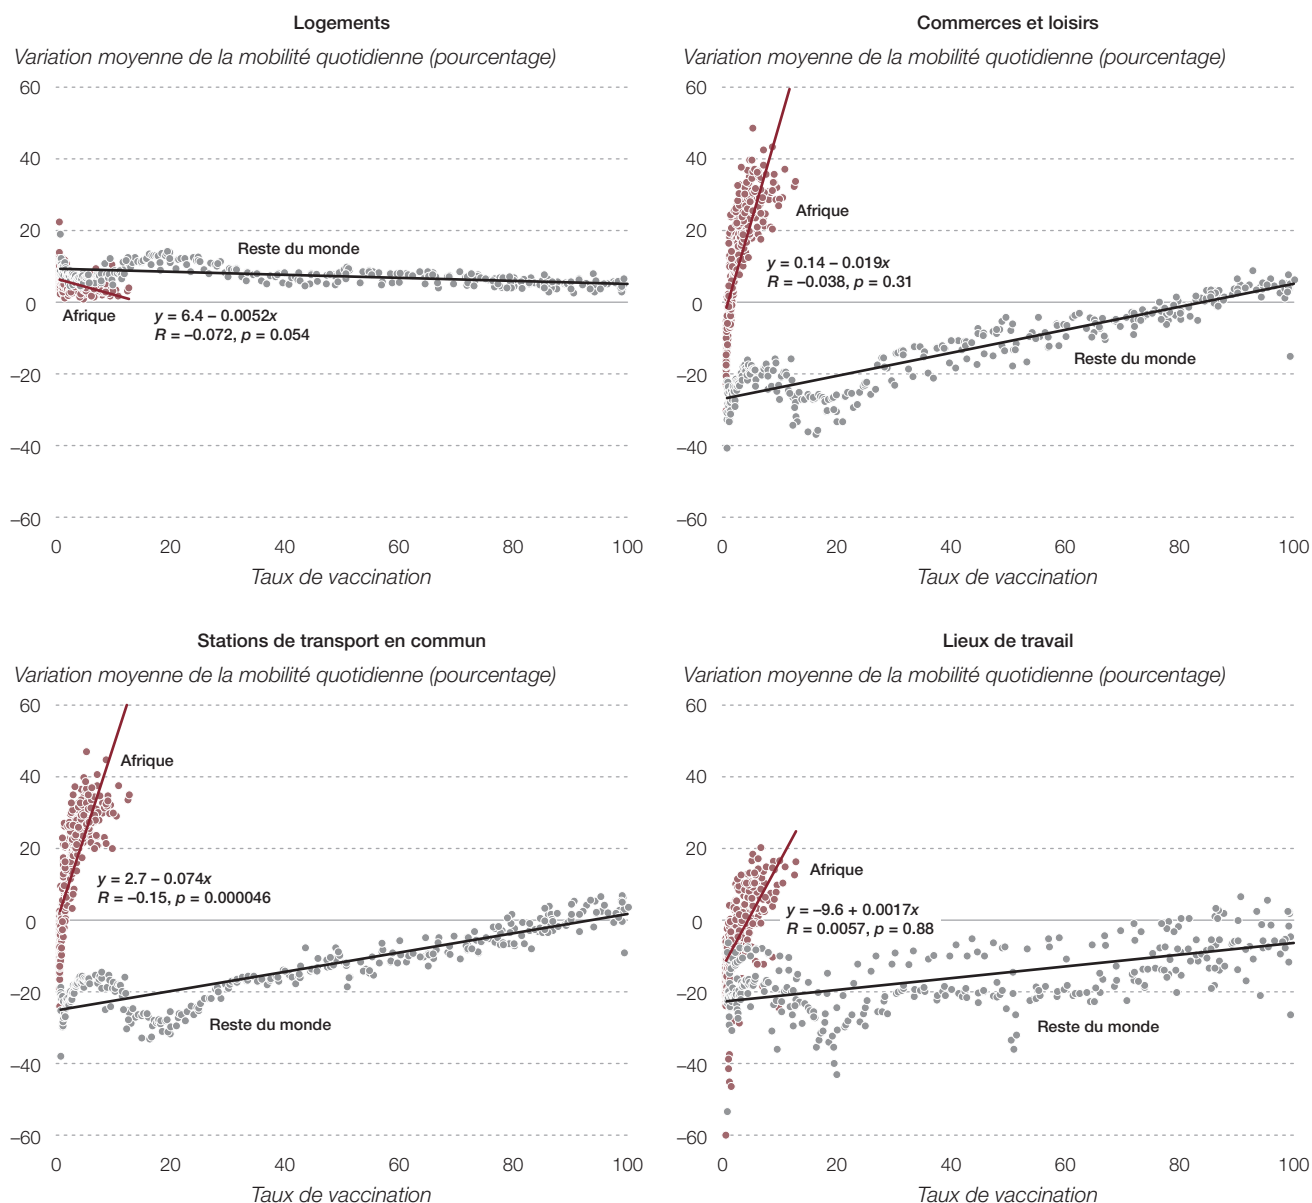 Logements
Variation moyenne de la mobilité quotidienne (pourcentage)
60
40
20
0
–20
–40
–60
Reste du monde
Afrique
y = 6.4 – 0.0052x
R = –0.072, p = 0.054
0 20 40 60 80 100
Taux de vaccination
Commerces et loisirs
Variation moyenne de la mobilité quotidienne (pourcentage)
60
40
20
0
–20
–40
–60
Afrique
y = 0.14 – 0.019x
R = –0.038, p = 0.31
Reste du monde
0 20 40 60 80 100
Taux de vaccination
Stations de transport en commun
Variation moyenne de la mobilité quotidienne (pourcentage)
60
40
20
0
–20
–40
–60
Afrique
y = 2.7 – 0.074x
R = –0.15, p = 0.000046
Reste du monde
0 20 40 60 80 100
Taux de vaccination
Lieux de travail
Variation moyenne de la mobilité quotidienne (pourcentage)
60
40
20
0
–20
–40
–60
Afrique
y = –9.6 + 0.0017x
R = 0.0057, p = 0.88
Reste du monde
0 20 40 60 80 100
Taux de vaccination